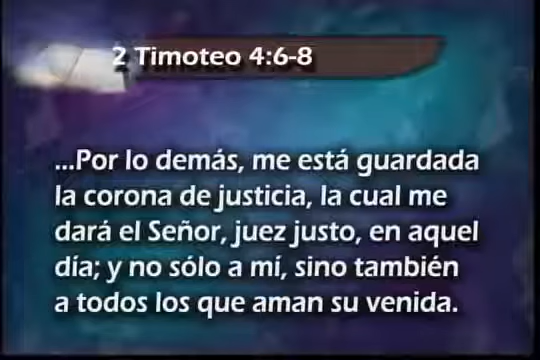 2 Timoteo 4:6-8
...Por lo demás, me está guardada
la corona de justicia, la cual me
dará el Señor, juez justo, en aquel
día; y no sólo a mí, sino también
a todos los que aman su venida.